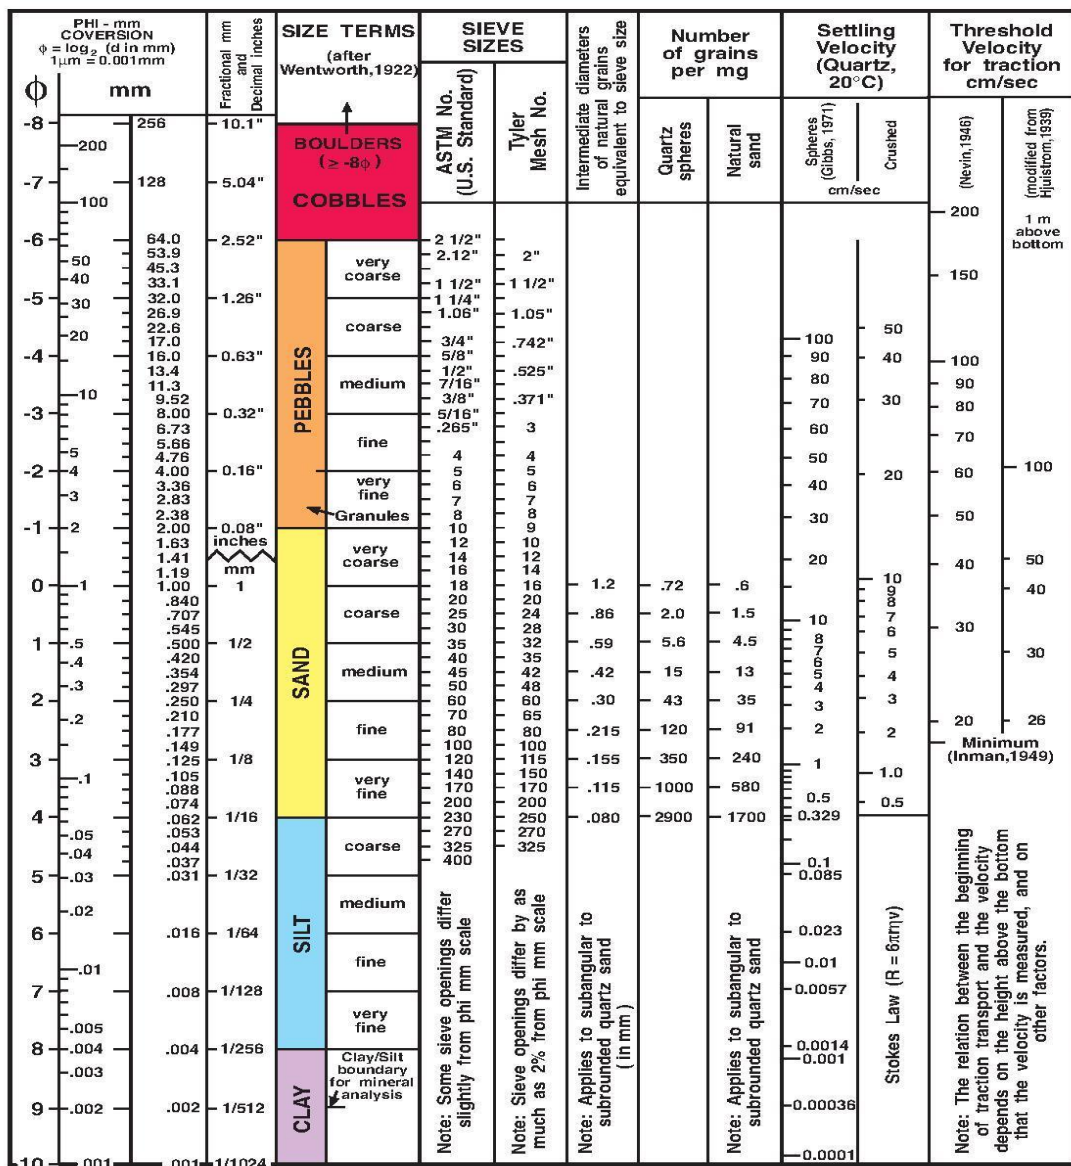 PHI - mm
COVERSION
ϕ = log₂ (d in mm)
1μm = 0.001mm
ϕ
mm
Fractional mm
and
Decimal inches
SIZE TERMS
(after
Wentworth,1922)
SIEVE
SIZES
ASTM No.
(U.S. Standard)
Tyler
Mesh No.
Intermediate diameters
of natural grains
equivalent to sieve size
Number
of grains
per mg
Quartz
spheres
Natural
sand
Settling
Velocity
(Quartz,
20°C)
Spheres
(Gibbs, 1971)
Crushed
cm/sec
Threshold
Velocity
for traction
cm/sec
(Nevin,1946)
(modified from
Hjuistrom,1939)
1 m
above
bottom
-8
-7
-6
-5
-4
-3
-2
-1
0
1
2
3
4
5
6
7
8
9
10
200
100
50
40
30
20
10
5
4
3
2
1
.5
.4
.3
.2
.1
.05
.04
.03
.02
.01
.005
.004
.003
.002
.001
256
128
64.0
53.9
45.3
33.1
32.0
26.9
22.6
17.0
16.0
13.4
11.3
9.52
8.00
6.73
5.66
4.76
4.00
3.36
2.83
2.38
2.00
1.63
1.41
1.19
1.00
.840
.707
.545
.500
.420
.354
.297
.250
.210
.177
.149
.125
.105
.088
.074
.062
.053
.044
.037
.031
.016
.008
.004
.002
.001
10.1"
5.04"
2.52"
1.26"
0.63"
0.32"
0.16"
0.08"
inches
mm
1
1/2
1/4
1/8
1/16
1/32
1/64
1/128
1/256
1/512
1/1024
BOULDERS
(≥ -8ϕ)
COBBLES
PEBBLES
very
coarse
coarse
medium
fine
very
fine
Granules
SAND
very
coarse
coarse
medium
fine
very
fine
SILT
coarse
medium
fine
very
fine
CLAY
Clay/Silt
boundary
for mineral
analysis
2 1/2"
2.12"
1 1/2"
1 1/4"
1.06"
3/4"
5/8"
1/2"
7/16"
3/8"
5/16"
.265"
4
5
6
7
8
10
12
14
16
18
20
25
30
35
40
45
50
60
70
80
100
120
140
170
200
230
270
325
400
Note: Some sieve openings differ
slightly from phi mm scale
2"
1 1/2"
1.05"
.742"
.525"
.371"
3
4
5
6
7
8
9
10
12
14
16
20
24
28
32
35
42
48
60
65
80
100
115
150
170
200
250
270
325
Note: Sieve openings differ by as
much as 2% from phi mm scale
1.2
.86
.59
.42
.30
.215
.155
.115
.080
Note: Applies to subangular to
subrounded quartz sand
(in mm)
.72
2.0
5.6
15
43
120
350
1000
2900
.6
1.5
4.5
13
35
91
240
580
1700
Note: Applies to subangular to
subrounded quartz sand
100
90
80
70
60
50
40
30
20
10
8
7
6
5
4
3
2
1
0.5
0.329
0.1
0.085
0.023
0.01
0.0057
0.0014
0.001
0.00036
0.0001
50
40
30
20
10
9
8
7
6
5
4
3
2
1.0
0.5
Stokes Law (R = 6πrηv)
200
150
100
90
80
70
60
50
40
30
20
100
50
40
30
26
Minimum
(Inman,1949)
Note: The relation between the beginning
of traction transport and the velocity
depends on the height above the bottom
that the velocity is measured, and on
other factors.